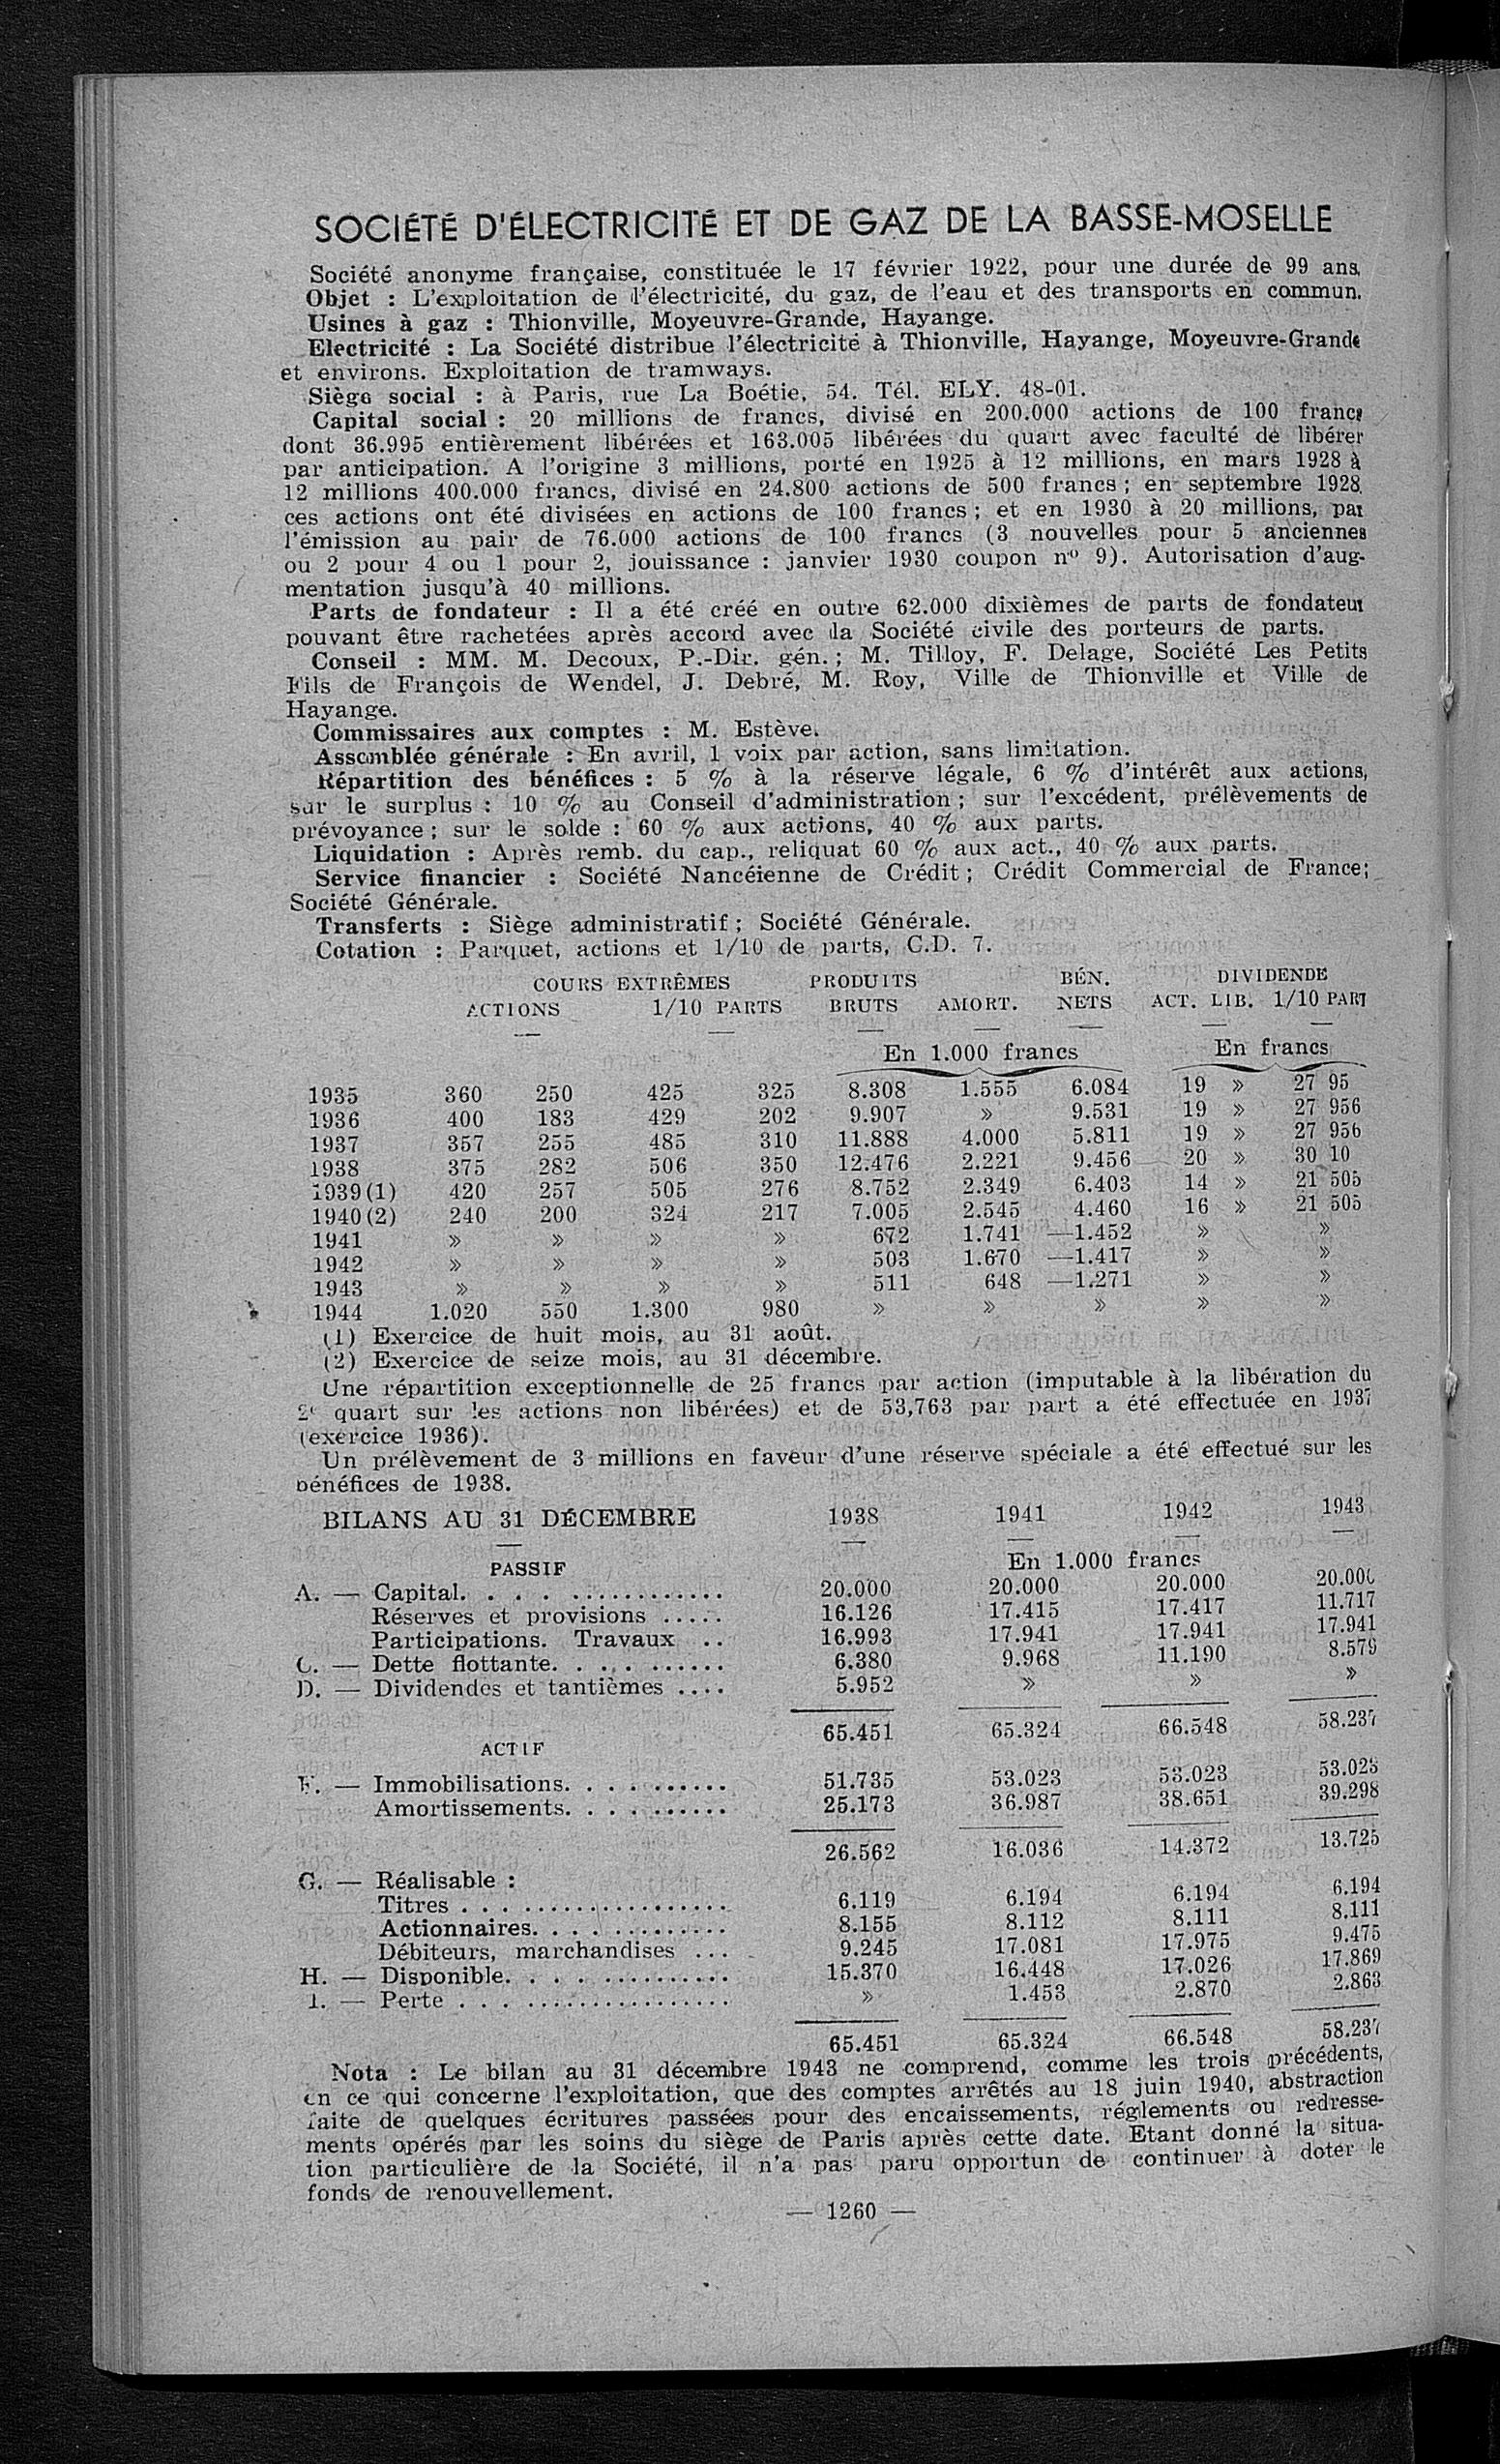 SOCIÉTÉ D'ÉLECTRICITÉ ET DE GAZ DE LA BASSE-MOSELLE
Société anonyme française, constituée le 17 février 1922, pour une durée de 99 ans.
Objet : L'exploitation de l'électricité, du gaz, de l'eau et des transports en commun.
Usines à gaz : Thionville, Moyeuvre-Grande, Hayange.
Electricité : La Société distribue l'électricité à Thionville, Hayange, Moyeuvre-Grande
et environs. Exploitation de tramways.
Siège social : à Paris, rue La Boétie, 54. Tél. ELY. 48-01.
Capital social : 20 millions de francs, divisé en 200.000 actions de 100 francs
dont 36.995 entièrement libérées et 163.005 libérées du quart avec faculté de libérer
par anticipation. A l'origine 3 millions, porté en 1925 à 12 millions, en mars 1928 à
12 millions 400.000 francs, divisé en 24.800 actions de 500 francs ; en septembre 1928,
ces actions ont été divisées en actions de 100 francs ; et en 1930 à 20 millions, par
l'émission au pair de 76.000 actions de 100 francs (3 nouvelles pour 5 anciennes
ou 2 pour 4 ou 1 pour 2, jouissance : janvier 1930 coupon n° 9). Autorisation d'aug-
mentation jusqu'à 40 millions.
Parts de fondateur : Il a été créé en outre 62.000 dixièmes de parts de fondateur
pouvant être rachetées après accord avec la Société civile des porteurs de parts.
Conseil : MM. M. Decoux, P.-Dir. gén. ; M. Tilloy, F. Delage, Société Les Petits
Fils de François de Wendel, J. Debré, M. Roy, Ville de Thionville et Ville de
Hayange.
Commissaires aux comptes : M. Estève.
Assemblée générale : En avril, 1 voix par action, sans limitation.
Répartition des bénéfices : 5 % à la réserve légale, 6 % d'intérêt aux actions,
sur le surplus : 10 % au Conseil d'administration ; sur l'excédent, prélèvements de
prévoyance ; sur le solde : 60 % aux actions, 40 % aux parts.
Liquidation : Après remb. du cap., reliquat 60 % aux act., 40 % aux parts.
Service financier : Société Nancéienne de Crédit ; Crédit Commercial de France ;
Société Générale.
Transferts : Siège administratif ; Société Générale.
Cotation : Parquet, actions et 1/10 de parts, C.D. 7.
COURS EXTRÊMES PRODUITS BÉN. DIVIDENDE
ACTIONS 1/10 PARTS BRUTS AMORT. NETS ACT. LIB. 1/10 PART
En 1.000 francs En francs
1935 360 250 425 325 8.308 1.555 6.084 19 » 27 95
1936 400 183 429 202 9.907 » 9.531 19 » 27 956
1937 357 255 485 310 11.888 4.000 5.811 19 » 27 956
1938 375 282 506 350 12.476 2.221 9.456 20 » 30 10
1939 (1) 420 257 505 276 8.752 2.349 6.403 14 » 21 505
1940 (2) 240 200 324 217 7.005 2.545 4.460 16 » 21 505
1941 » » » » 672 1.741 —1.452 » »
1942 » » » » 503 1.670 —1.417 » »
1943 » » » » 511 648 —1.271 » »
1944 1.020 550 1.300 980 » » » » »
(1) Exercice de huit mois, au 31 août.
(2) Exercice de seize mois, au 31 décembre.
Une répartition exceptionnelle de 25 francs par action (imputable à la libération du
2e quart sur les actions non libérées) et de 53,763 par part a été effectuée en 1937
(exercice 1936).
Un prélèvement de 3 millions en faveur d'une réserve spéciale a été effectué sur les
bénéfices de 1938.
BILANS AU 31 DÉCEMBRE 1938 1941 1942 1943
PASSIF En 1.000 francs
A. — Capital. . . . . . . . . . . . . . . 20.000 20.000 20.000 20.000
Réserves et provisions ..... 16.126 17.415 17.417 11.717
Participations. Travaux .. 16.993 17.941 17.941 17.941
C. — Dette flottante. . . . . . . . . . 6.380 9.968 11.190 8.579
D. — Dividendes et tantièmes .... 5.952 » » »
65.451 65.324 66.548 58.237
ACTIF
F. — Immobilisations. . . . . . . . . . 51.735 53.023 53.023 53.023
Amortissements. . . . . . . . . . 25.173 36.987 38.651 39.298
26.562 16.036 14.372 13.725
G. — Réalisable :
Titres . . . . . . . . . . . . . . . . . . 6.119 6.194 6.194 6.194
Actionnaires. . . . . . . . . . . . . 8.155 8.112 8.111 8.111
Débiteurs, marchandises ... 9.245 17.081 17.975 9.475
H. — Disponible. . . . . . . . . . . . . . 15.370 16.448 17.026 17.869
I. — Perte . . . . . . . . . . . . . . . . . » 1.453 2.870 2.863
65.451 65.324 66.548 58.237
Nota : Le bilan au 31 décembre 1943 ne comprend, comme les trois précédents,
en ce qui concerne l'exploitation, que des comptes arrêtés au 18 juin 1940, abstraction
faite de quelques écritures passées pour des encaissements, réglements ou redresse-
ments opérés par les soins du siège de Paris après cette date. Etant donné la situa-
tion particulière de la Société, il n'a pas paru opportun de continuer à doter le
fonds de renouvellement.
— 1260 —